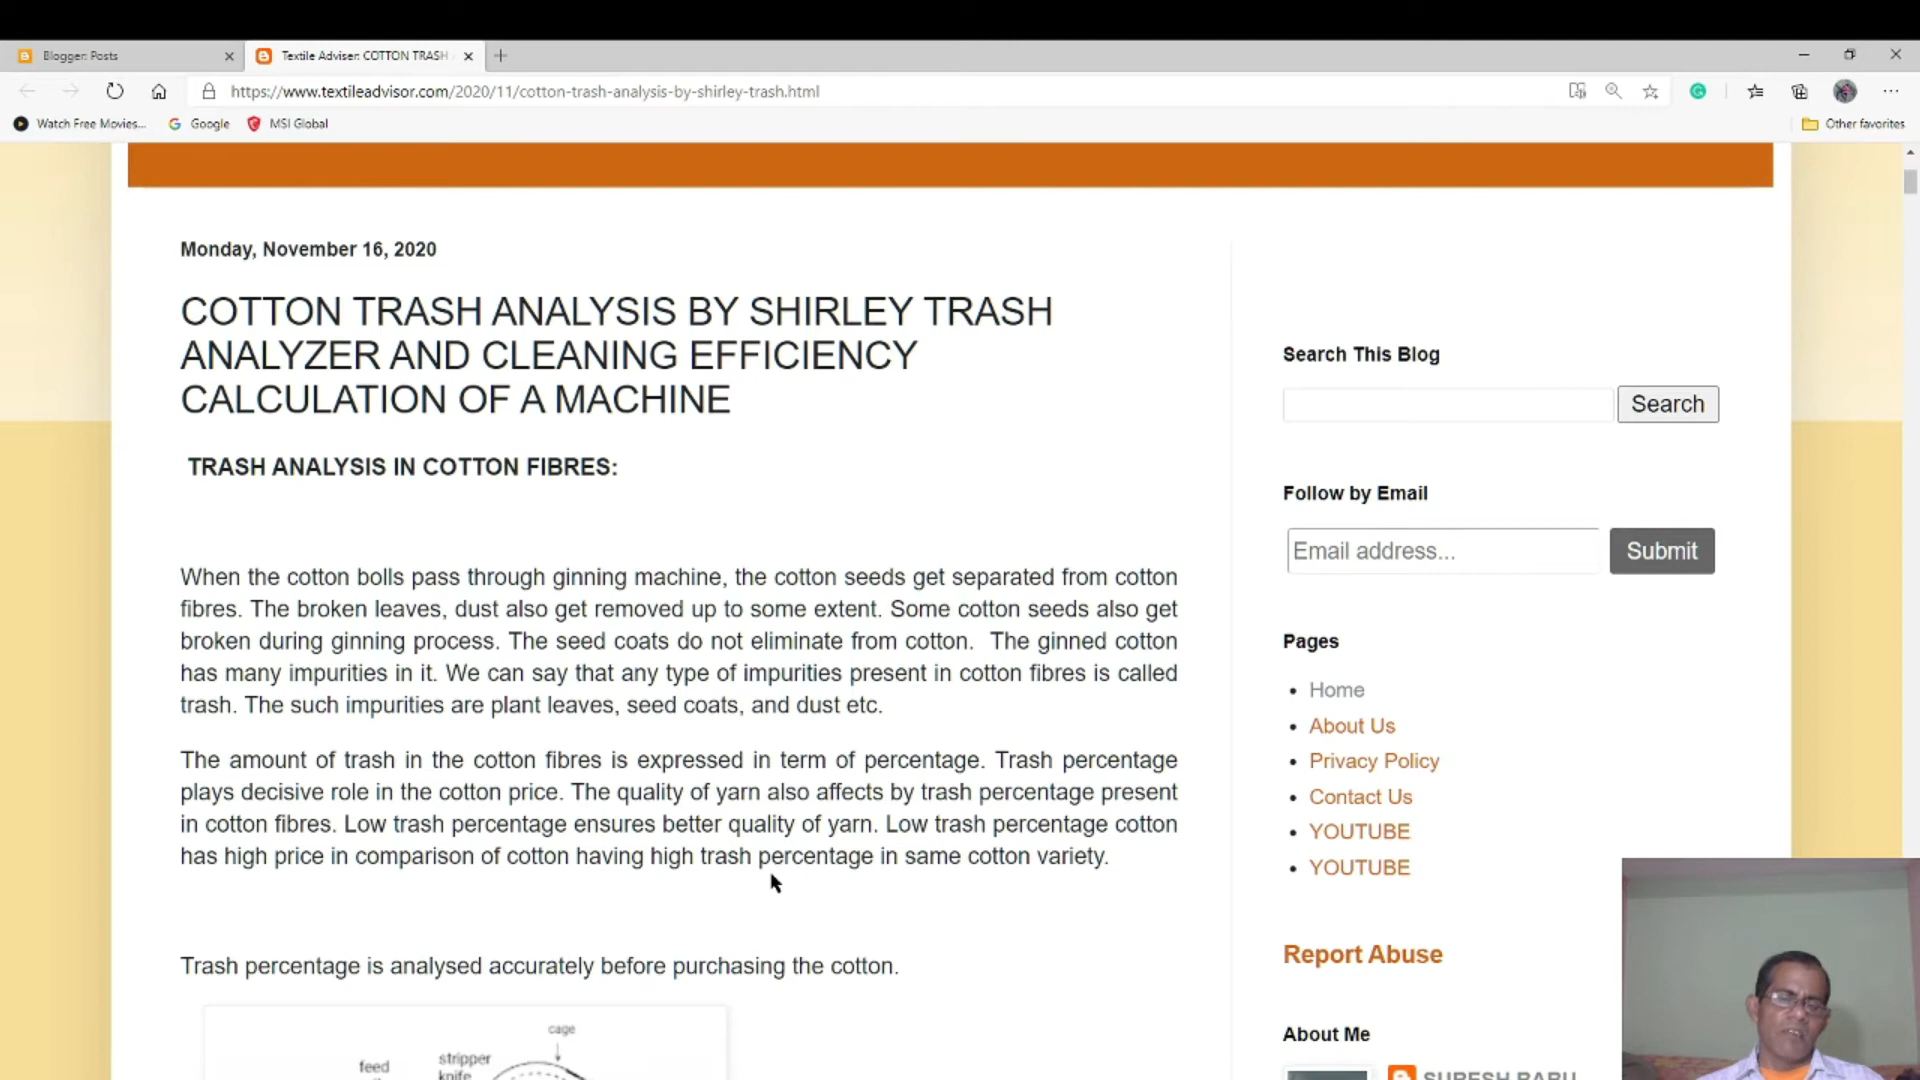 Blogger: Posts
Textile Adviser: COTTON TRASH
https://www.textileadvisor.com/2020/11/cotton-trash-analysis-by-shirley-trash.html
Watch Free Movies...
Google
MSI Global
Other favorites
Monday, November 16, 2020
COTTON TRASH ANALYSIS BY SHIRLEY TRASH
ANALYZER AND CLEANING EFFICIENCY
CALCULATION OF A MACHINE
TRASH ANALYSIS IN COTTON FIBRES:
When the cotton bolls pass through ginning machine, the cotton seeds get separated from cotton
fibres. The broken leaves, dust also get removed up to some extent. Some cotton seeds also get
broken during ginning process. The seed coats do not eliminate from cotton. The ginned cotton
has many impurities in it. We can say that any type of impurities present in cotton fibres is called
trash. The such impurities are plant leaves, seed coats, and dust etc.
The amount of trash in the cotton fibres is expressed in term of percentage. Trash percentage
plays decisive role in the cotton price. The quality of yarn also affects by trash percentage present
in cotton fibres. Low trash percentage ensures better quality of yarn. Low trash percentage cotton
has high price in comparison of cotton having high trash percentage in same cotton variety.
Trash percentage is analysed accurately before purchasing the cotton.
cage
stripper
knife
feed
Search This Blog
Search
Follow by Email
Email address...
Submit
Pages
Home
About Us
Privacy Policy
Contact Us
YOUTUBE
YOUTUBE
Report Abuse
About Me
SURESH BABU